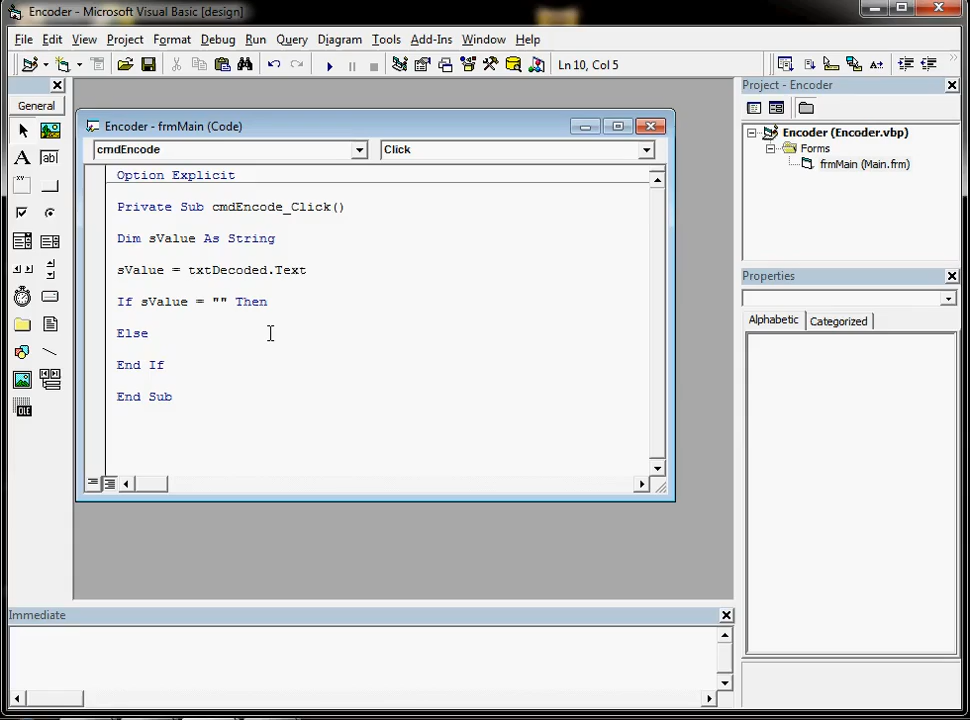 Encoder - Microsoft Visual Basic [design]
File Edit View Project Format Debug Run Query Diagram Tools Add-Ins Window Help
Ln 10, Col 5
General
Encoder - frmMain (Code)
cmdEncode Click
Option Explicit
Private Sub cmdEncode_Click()
Dim sValue As String
sValue = txtDecoded.Text
If sValue = "" Then
Else
End If
End Sub
Project - Encoder
Encoder (Encoder.vbp)
Forms
frmMain (Main.frm)
Properties
Alphabetic Categorized
Immediate